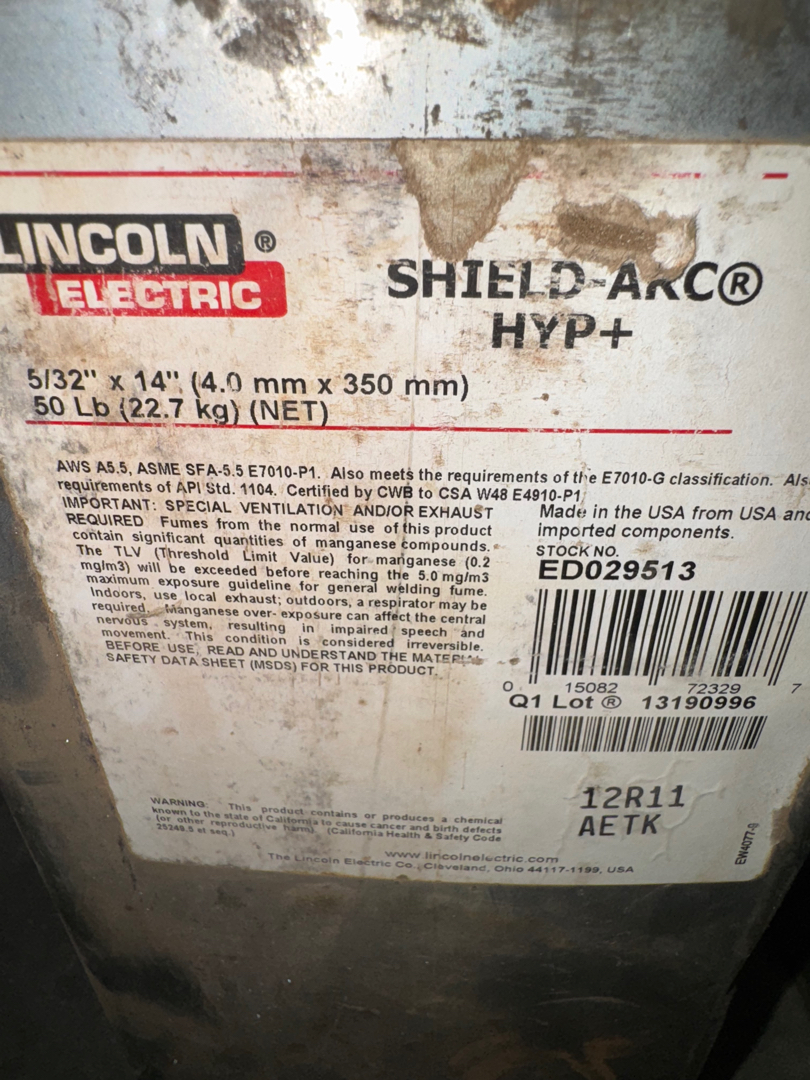 LINCOLN ®
ELECTRIC
SHIELD-ARC®
HYP+
5/32" x 14" (4.0 mm x 350 mm)
50 Lb (22.7 kg) (NET)
AWS A5.5, ASME SFA-5.5 E7010-P1. Also meets the requirements of the E7010-G classification. Als
requirements of API Std. 1104. Certified by CWB to CSA W48 E4910-P1
IMPORTANT: SPECIAL VENTILATION AND/OR EXHAUST
REQUIRED Fumes from the normal use of this product
contain significant quantities of manganese compounds.
The TLV (Threshold Limit Value) for manganese (0.2
mg/m3) will be exceeded before reaching the 5.0 mg/m3
maximum exposure guideline for general welding fume.
Indoors, use local exhaust; outdoors, a respirator may be
required. Manganese over- exposure can affect the central
nervous system, resulting in impaired speech and
movement. This condition is considered irreversible.
BEFORE USE, READ AND UNDERSTAND THE MATERIAL
SAFETY DATA SHEET (MSDS) FOR THIS PRODUCT.
Made in the USA from USA and
imported components.
STOCK NO.
ED029513
0 15082 72329 7
Q1 Lot ® 13190996
12R11
AETK
EW4077-
WARNING: This product contains or produces a chemical
known to the state of California to cause cancer and birth defects
(or other reproductive harm) (California Health & Safety Code
25249.5 et seq.)
www.lincolnelectric.com
The Lincoln Electric Co., Cleveland, Ohio 44117-1199, USA